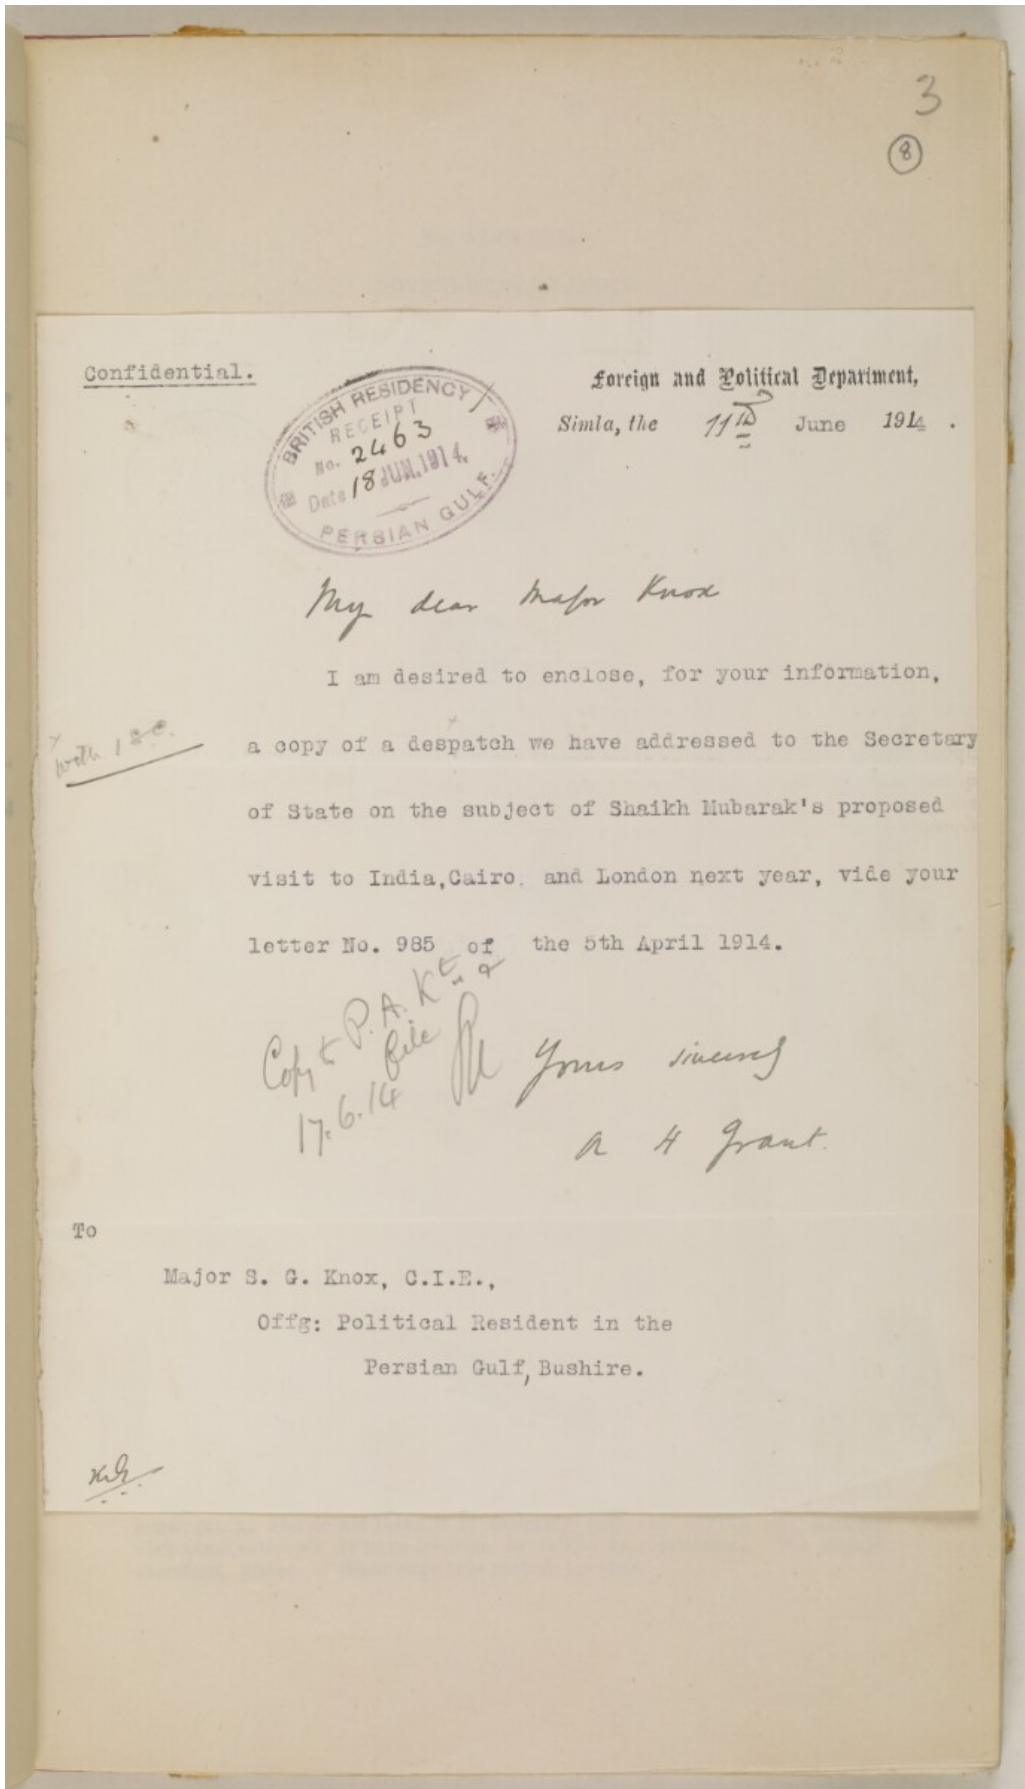 3
8
Confidential.
Foreign and Political Department,
Simla, the 11th June 1914.
BRITISH RESIDENCY
RECEIPT
No. 2463
Date 18 JUN. 1914.
PERSIAN GULF.
My dear Major Knox
I am desired to enclose, for your information,
x
x
with 1 s.c.
a copy of a despatch we have addressed to the Secretary
of State on the subject of Shaikh Mubarak's proposed
visit to India, Cairo, and London next year, vide your
letter No. 985 of the 5th April 1914.
Copy to P.A. Kt. &
file
17.6.14
Yours sincerely
A H Grant.
To
Major S. G. Knox, C.I.E.,
Offg: Political Resident in the
Persian Gulf, Bushire.